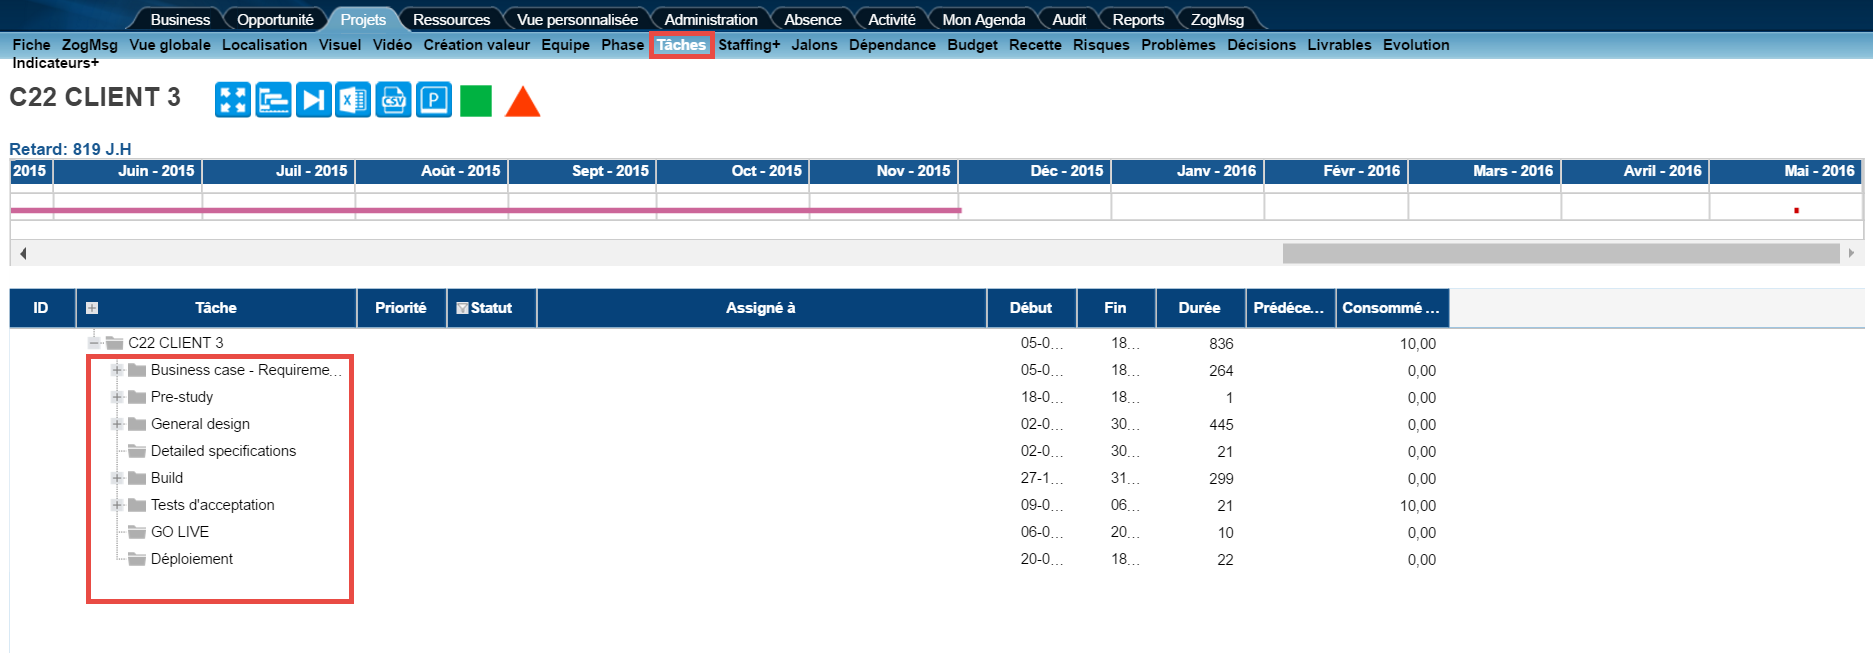 Business Opportunité Projets Ressources Vue personnalisée Administration Absence Activité Mon Agenda Audit Reports ZogMsg
Fiche ZogMsg Vue globale Localisation Visuel Vidéo Création valeur Equipe Phase Tâches Staffing+ Jalons Dépendance Budget Recette Risques Problèmes Décisions Livrables Evolution
Indicateurs+
C22 CLIENT 3
X CSV P
Retard: 819 J.H
2015 Juin - 2015 Juil - 2015 Août - 2015 Sept - 2015 Oct - 2015 Nov - 2015 Déc - 2015 Janv - 2016 Févr - 2016 Mars - 2016 Avril - 2016 Mai - 2016
ID Tâche Priorité Statut Assigné à Début Fin Durée Prédéce... Consommé ...
C22 CLIENT 3 05-0... 18... 836 10,00
Business case - Requireme... 05-0... 18... 264 0,00
Pre-study 18-0... 18... 1 0,00
General design 02-0... 30... 445 0,00
Detailed specifications 02-0... 30... 21 0,00
Build 27-1... 31... 299 0,00
Tests d'acceptation 09-0... 06... 21 10,00
GO LIVE 06-0... 20... 10 0,00
Déploiement 20-0... 18... 22 0,00